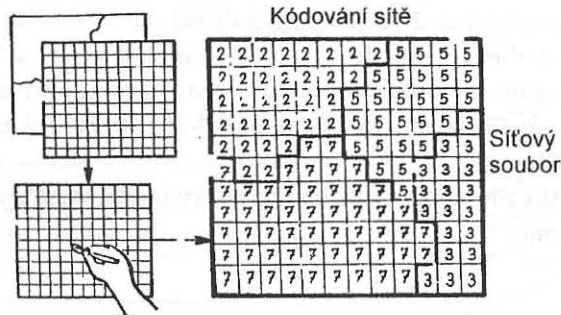 Kódování sítě
2 2 2 2 2 2 2 2 5 5 5 5
2 2 2 2 2 2 5 5 5 5 5
2 2 2 2 5 5 5 5 5 5
2 2 2 2 2 2 5 5 5 5 5 3
2 2 2 2 7 7 5 5 5 5 3 3
7 2 2 7 7 7 7 5 5 3 3 3
7 7 7 7 7 7 7 7 5 3 3 3
7 7 7 7 7 7 7 7 7 3 3 3
7 7 7 7 7 7 7 7 7 7 3 3
7 7 7 7 7 7 7 7 7 7 3 3
7 7 7 7 7 7 7 7 7 3 3 3
Síťový
soubor